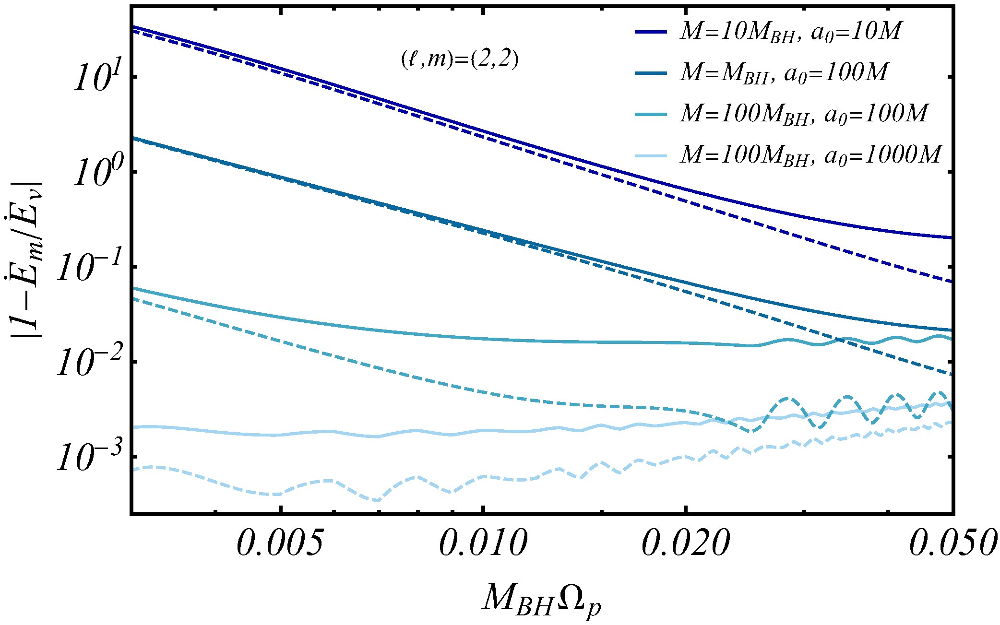 M=10M_BH, a_0=10M
(ℓ,m)=(2,2)
M=M_BH, a_0=100M
M=100M_BH, a_0=100M
M=100M_BH, a_0=1000M
|1−Ė_m/Ė_v|
10^1
10^0
10^−1
10^−2
10^−3
0.005 0.010 0.020 0.050
M_BH Ω_p